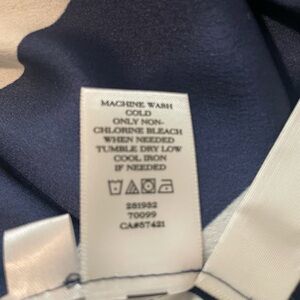 MACHINE WASH
COLD
ONLY NON-
CHLORINE BLEACH
WHEN NEEDED
TUMBLE DRY LOW
COOL IRON
IF NEEDED
281932
70099
CA#57421